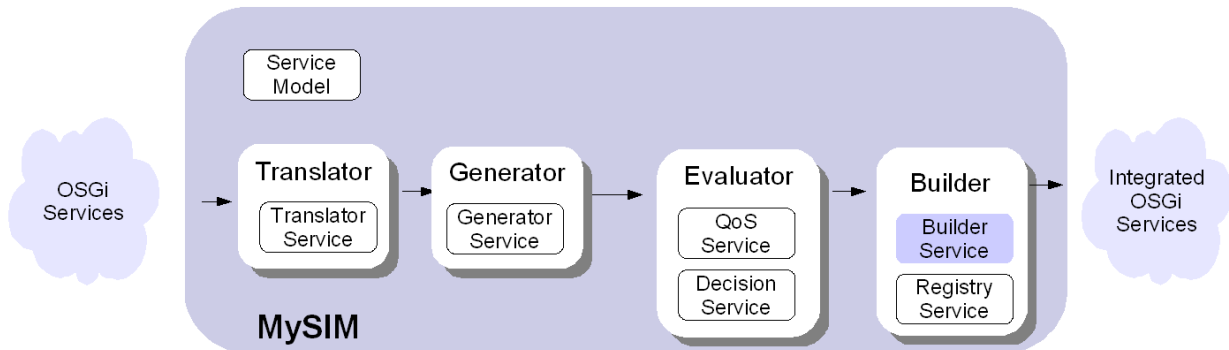 Service
Model
OSGi
Services
Translator
Translator
Service
Generator
Generator
Service
Evaluator
QoS
Service
Decision
Service
Builder
Builder
Service
Registry
Service
Integrated
OSGi
Services
MySIM